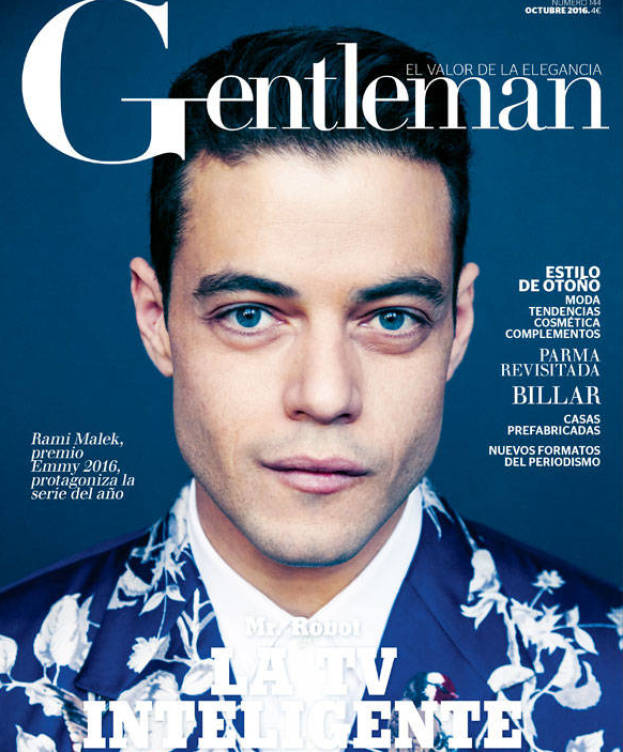 NÚMERO 144
OCTUBRE 2016. 4€
EL VALOR DE LA ELEGANCIA
Gentleman
ESTILO
DE OTOÑO
MODA
TENDENCIAS
COSMÉTICA
COMPLEMENTOS
PARMA
REVISITADA
BILLAR
CASAS
PREFABRICADAS
NUEVOS FORMATOS
DEL PERIODISMO
Rami Malek,
premio
Emmy 2016,
protagoniza la
serie del año
Mr. Robot
LA TV
INTELIGENTE